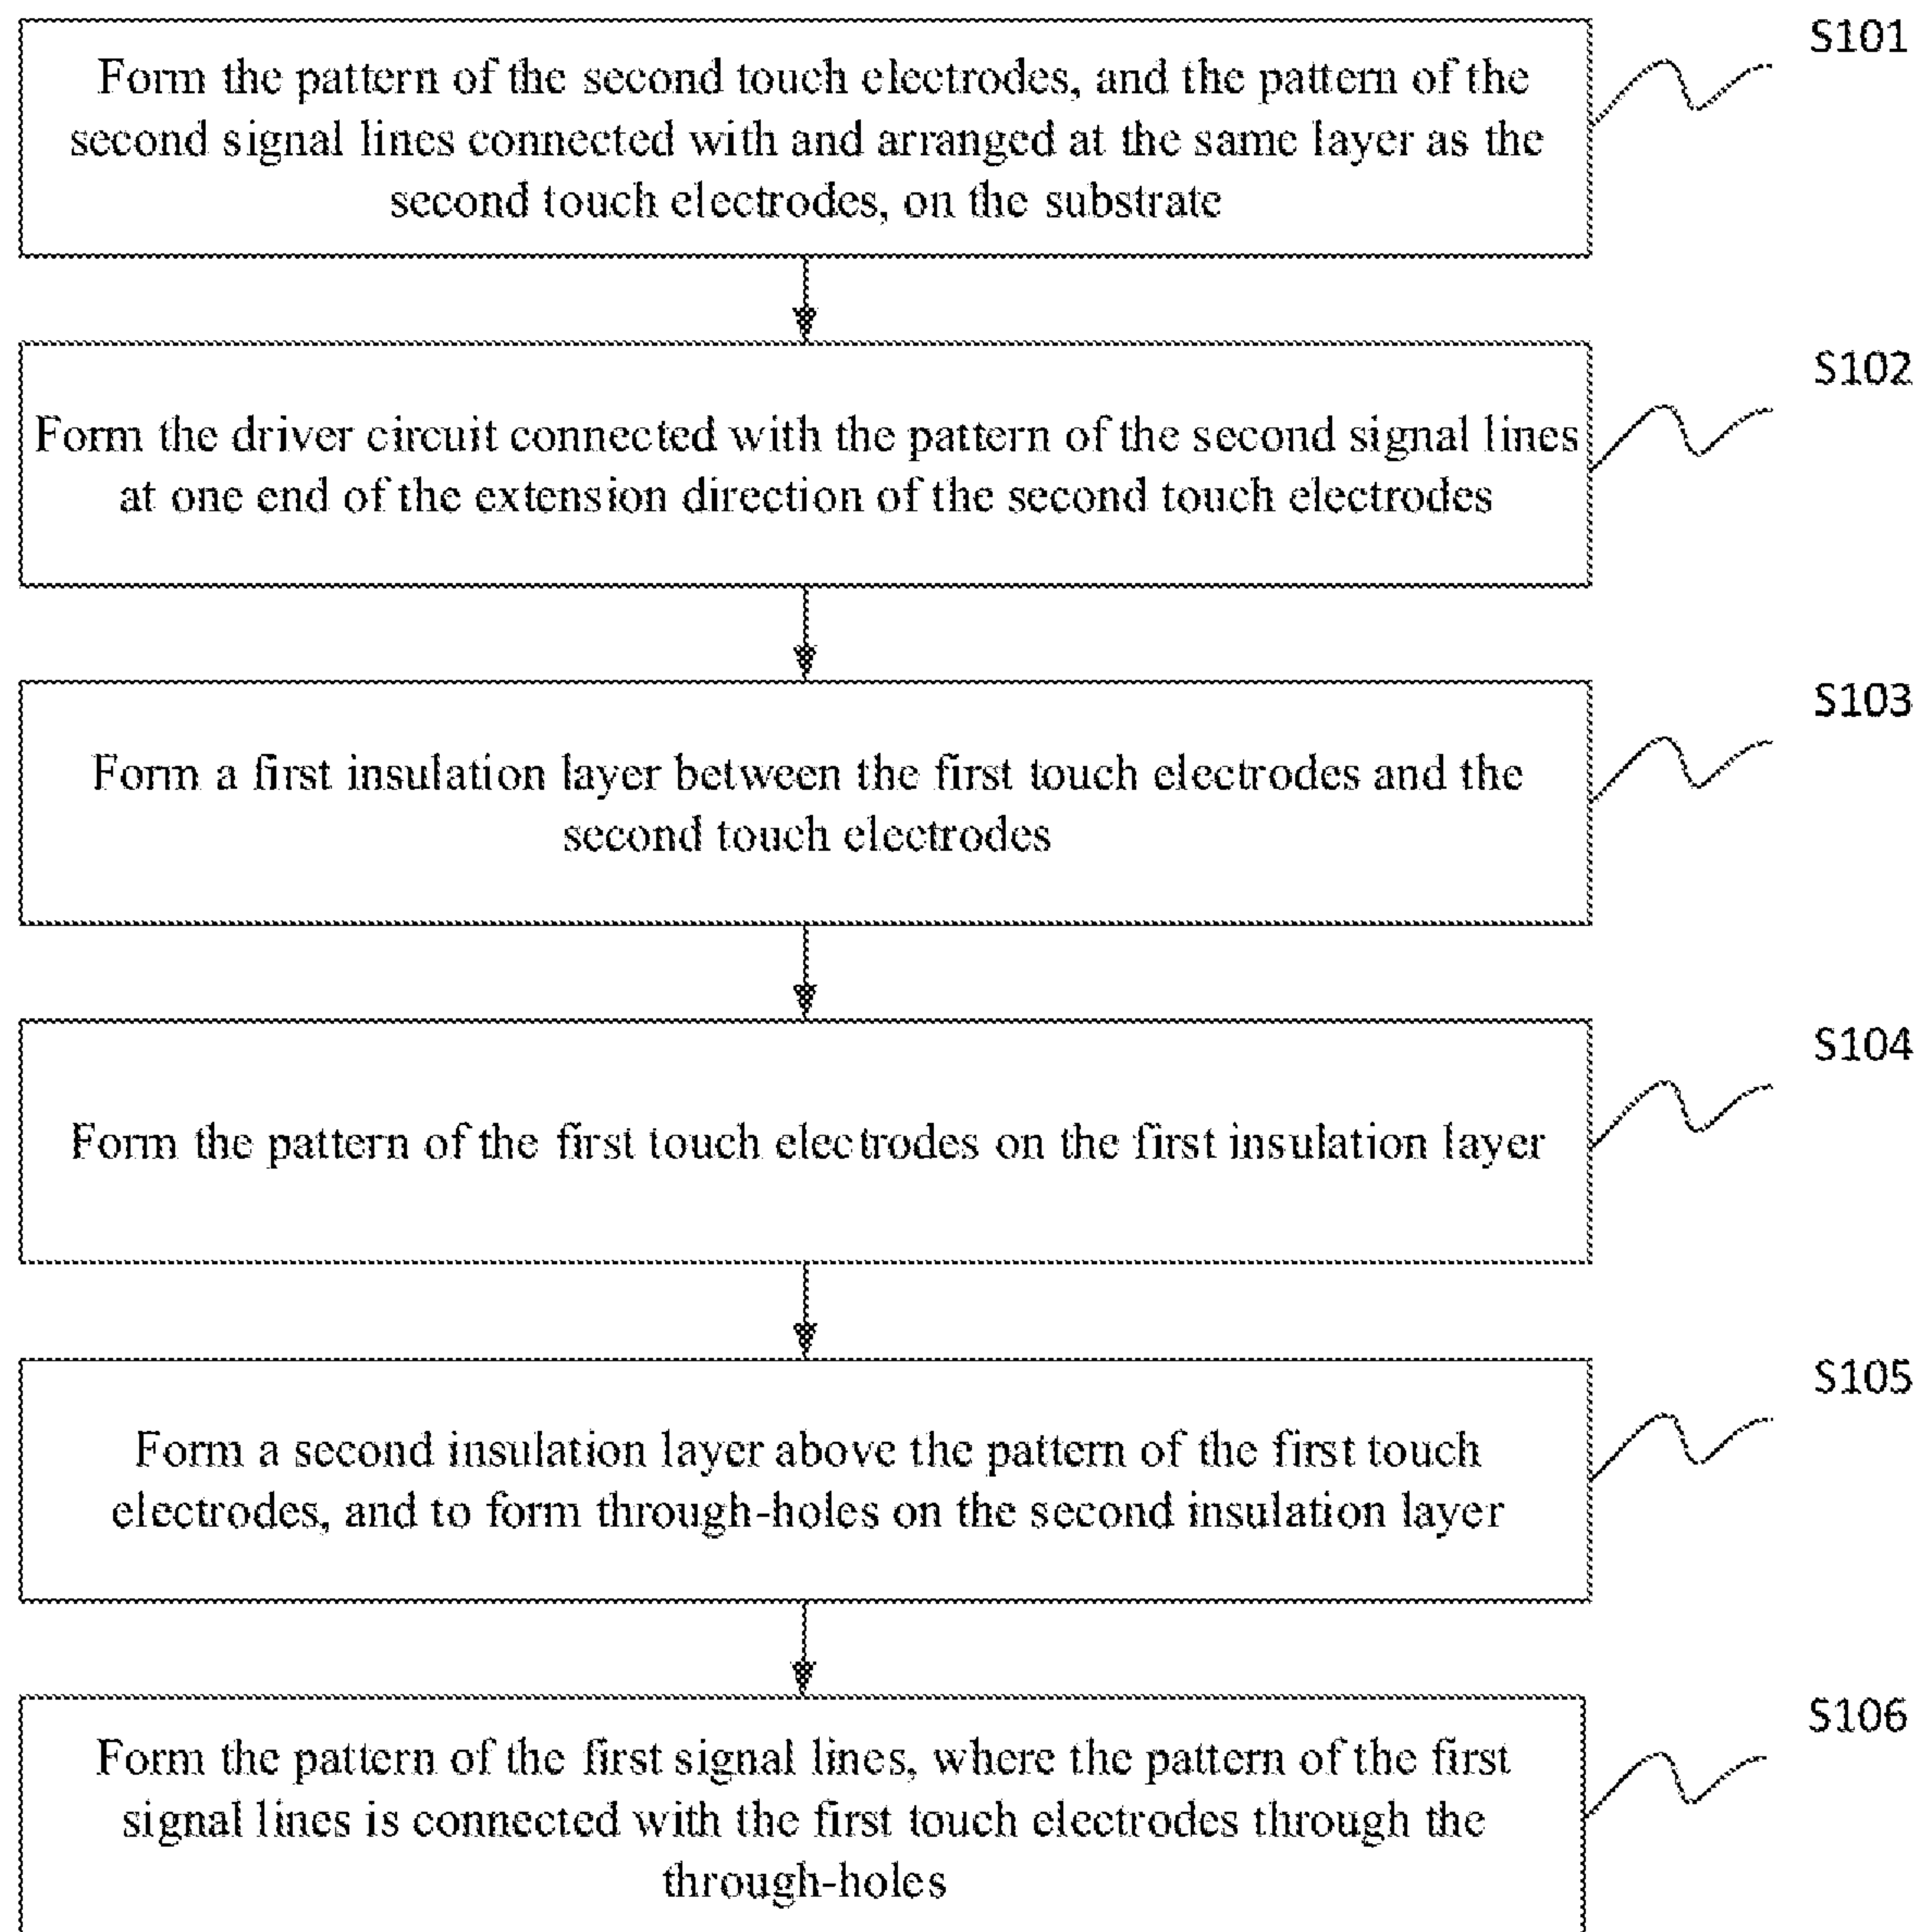 S101
Form the pattern of the second touch electrodes, and the pattern of the
second signal lines connected with and arranged at the same layer as the
second touch electrodes, on the substrate
S102
Form the driver circuit connected with the pattern of the second signal lines
at one end of the extension direction of the second touch electrodes
S103
Form a first insulation layer between the first touch electrodes and the
second touch electrodes
S104
Form the pattern of the first touch electrodes on the first insulation layer
S105
Form a second insulation layer above the pattern of the first touch
electrodes, and to form through-holes on the second insulation layer
S106
Form the pattern of the first signal lines, where the pattern of the first
signal lines is connected with the first touch electrodes through the
through-holes